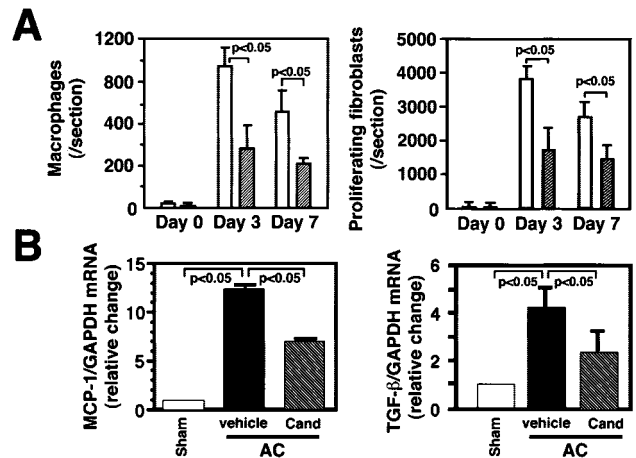 A
Macrophages
(/section)
1200
800
400
200
0
p<0.05
p<0.05
Day 0 Day 3 Day 7
Proliferating fibroblasts
(/section)
5000
4000
3000
2000
1000
0
p<0.05
p<0.05
Day 0 Day 3 Day 7
B
MCP-1/GAPDH mRNA
(relative change)
15
10
5
0
p<0.05 p<0.05
Sham
vehicle Cand
AC
TGF-β/GAPDH mRNA
(relative change)
6
4
2
0
p<0.05 p<0.05
Sham
vehicle Cand
AC